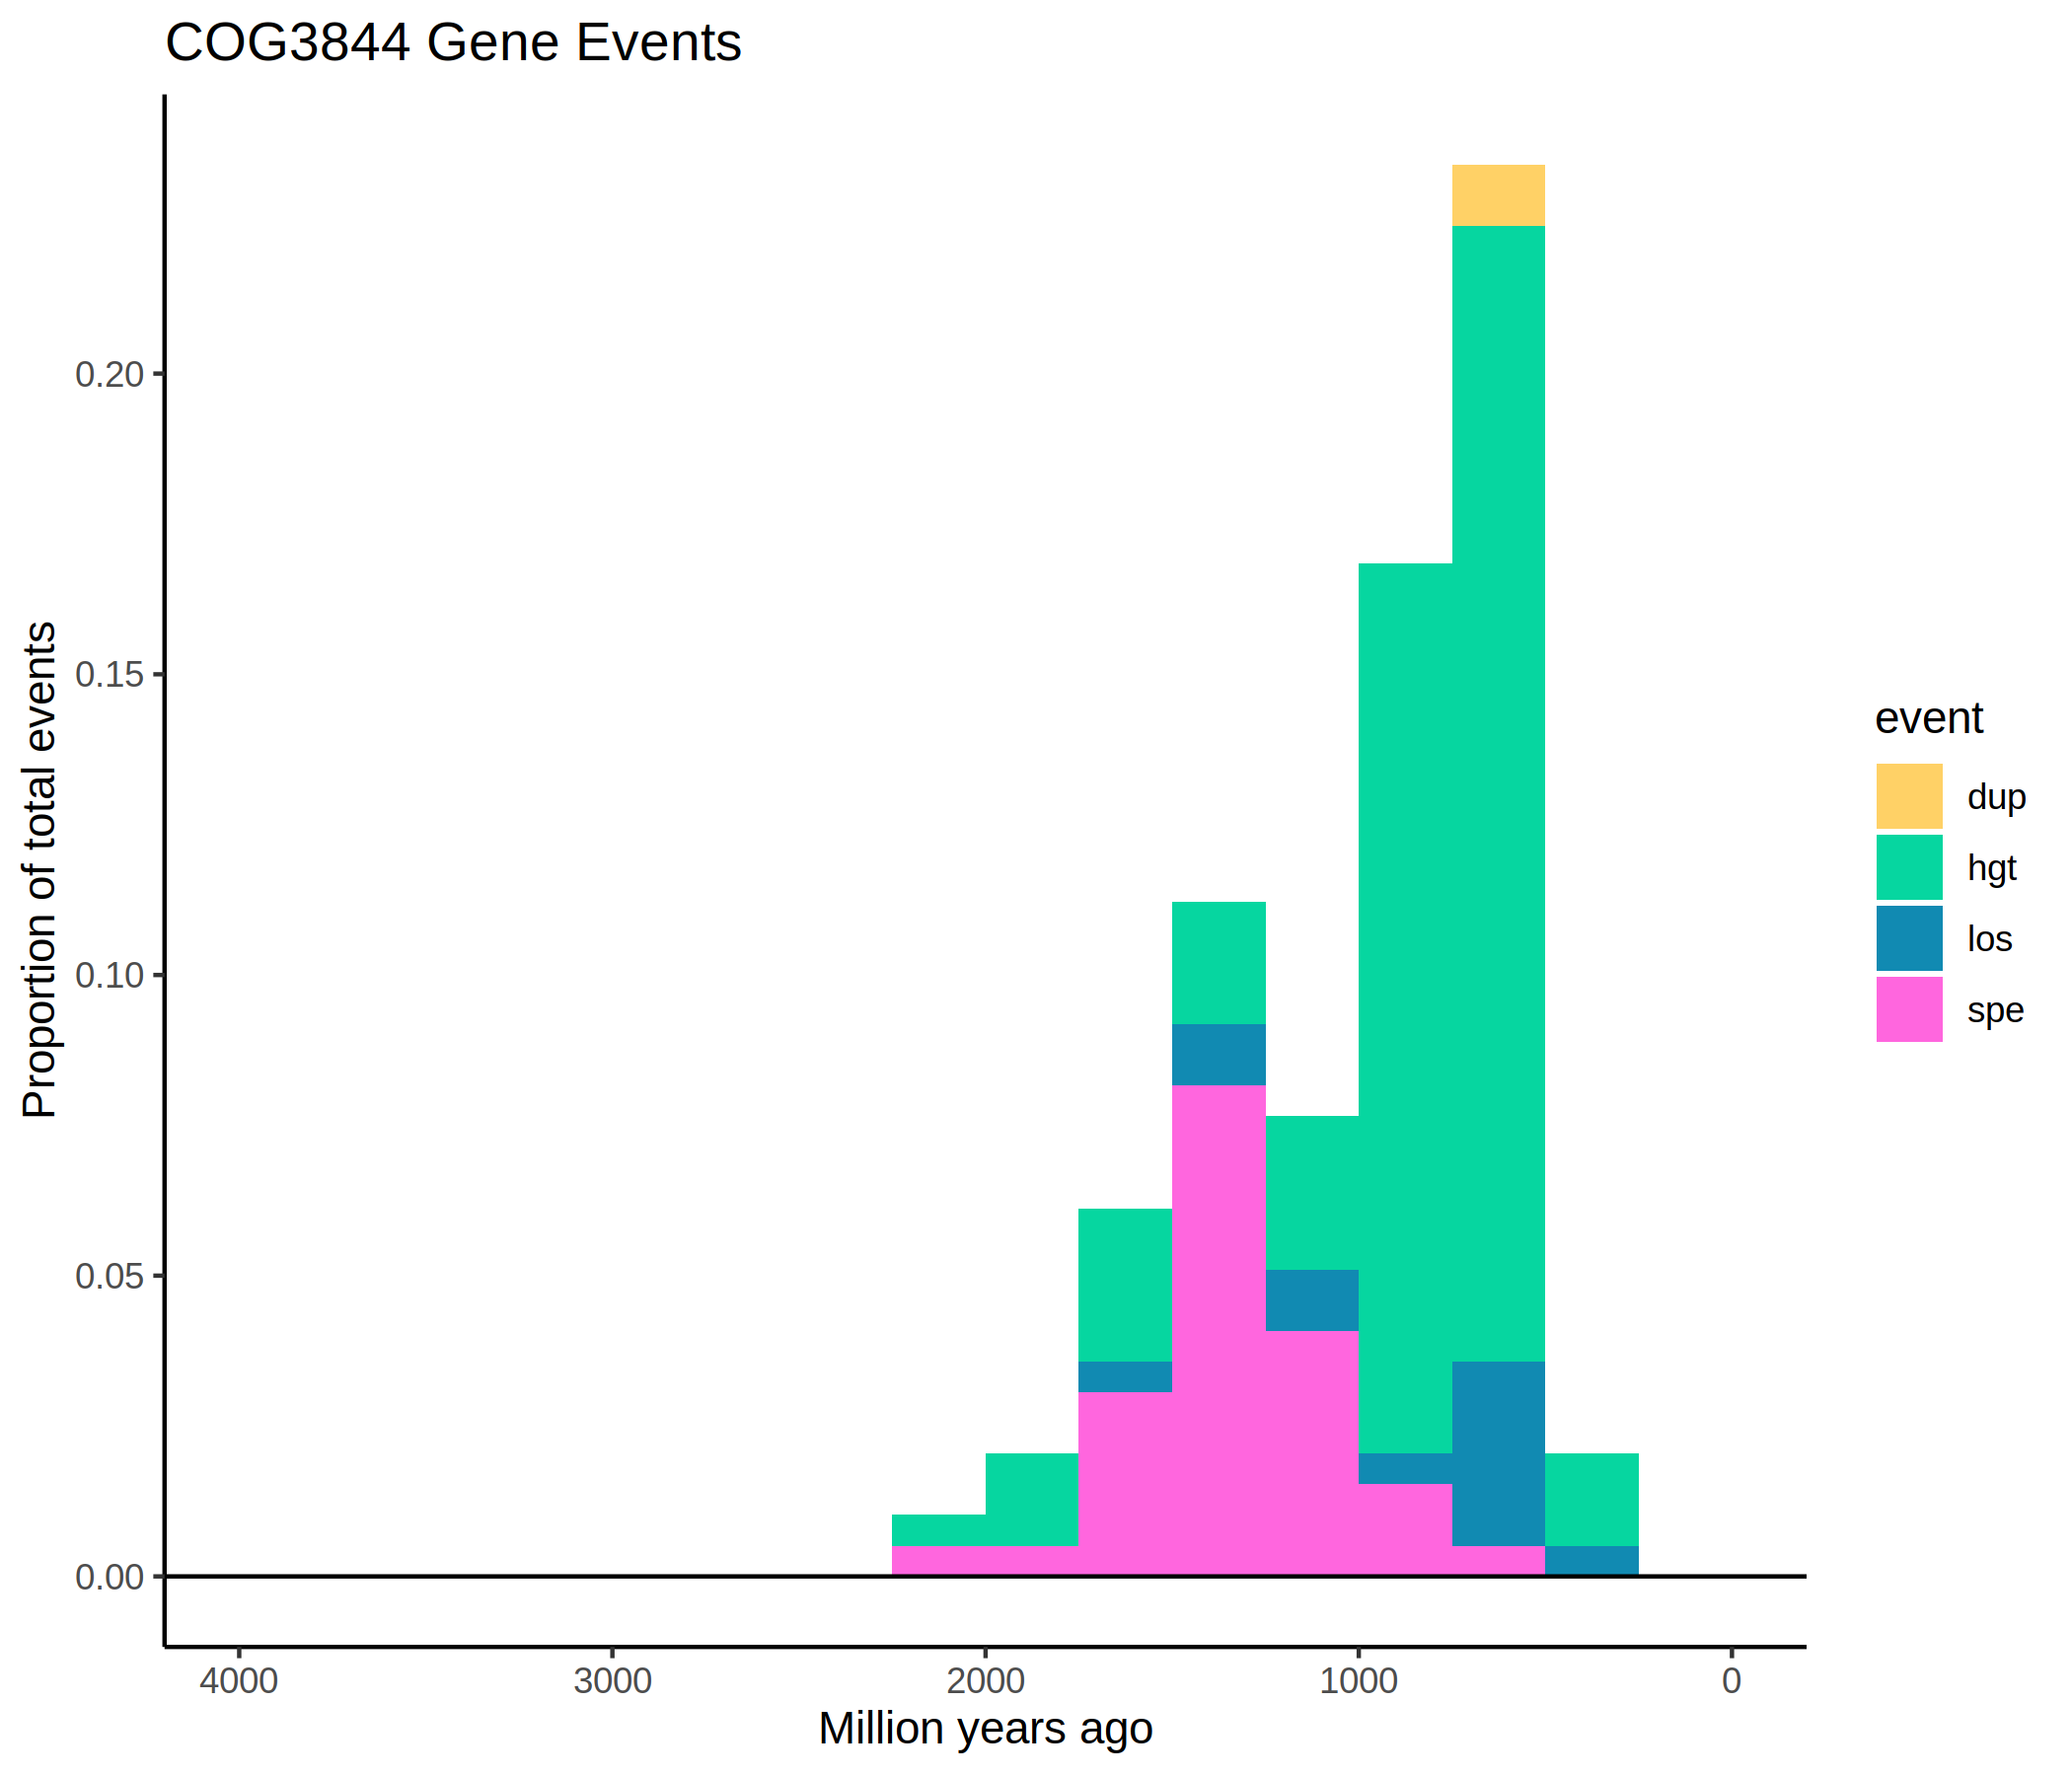 COG3844 Gene Events
Proportion of total events
0.20
0.15
0.10
0.05
0.00
4000 3000 2000 1000 0
Million years ago
event
dup
hgt
los
spe